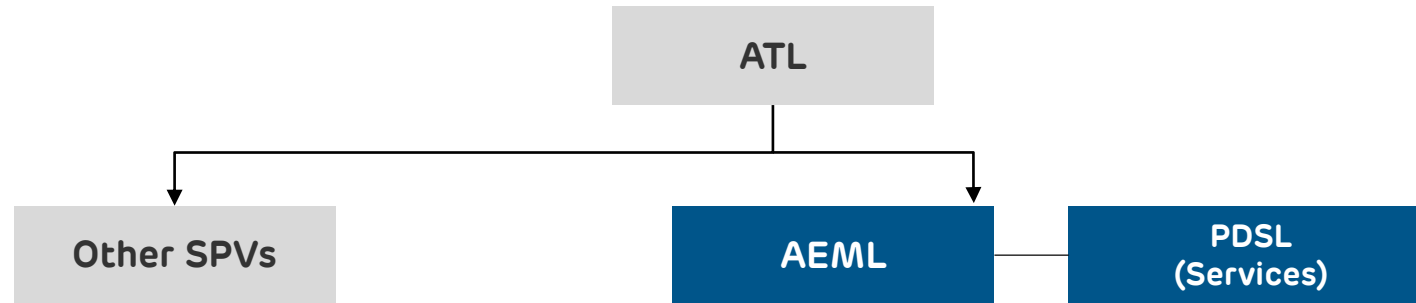 ATL
Other SPVs
AEML
PDSL
(Services)